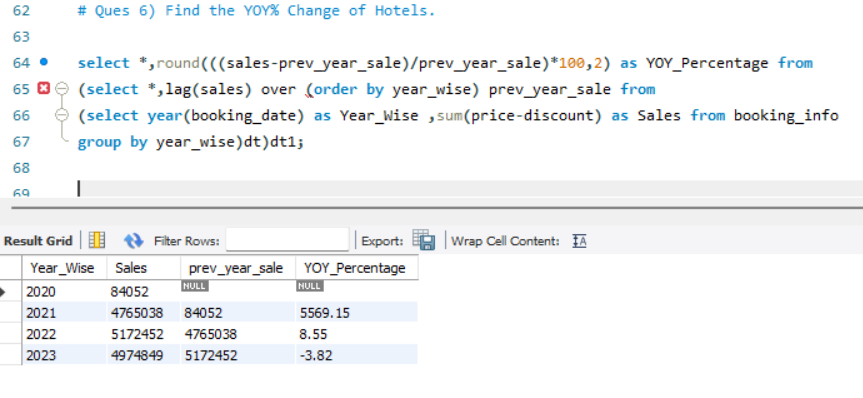 62 # Ques 6) Find the YOY% Change of Hotels.
63
64 select *,round(((sales-prev_year_sale)/prev_year_sale)*100,2) as YOY_Percentage from
65 (select *,lag(sales) over (order by year_wise) prev_year_sale from
66 (select year(booking_date) as Year_Wise ,sum(price-discount) as Sales from booking_info
67 group by year_wise)dt)dt1;
68
69
Result Grid Filter Rows: Export: Wrap Cell Content: IA
Year_Wise Sales prev_year_sale YOY_Percentage
2020 84052 NULL NULL
2021 4765038 84052 5569.15
2022 5172452 4765038 8.55
2023 4974849 5172452 -3.82